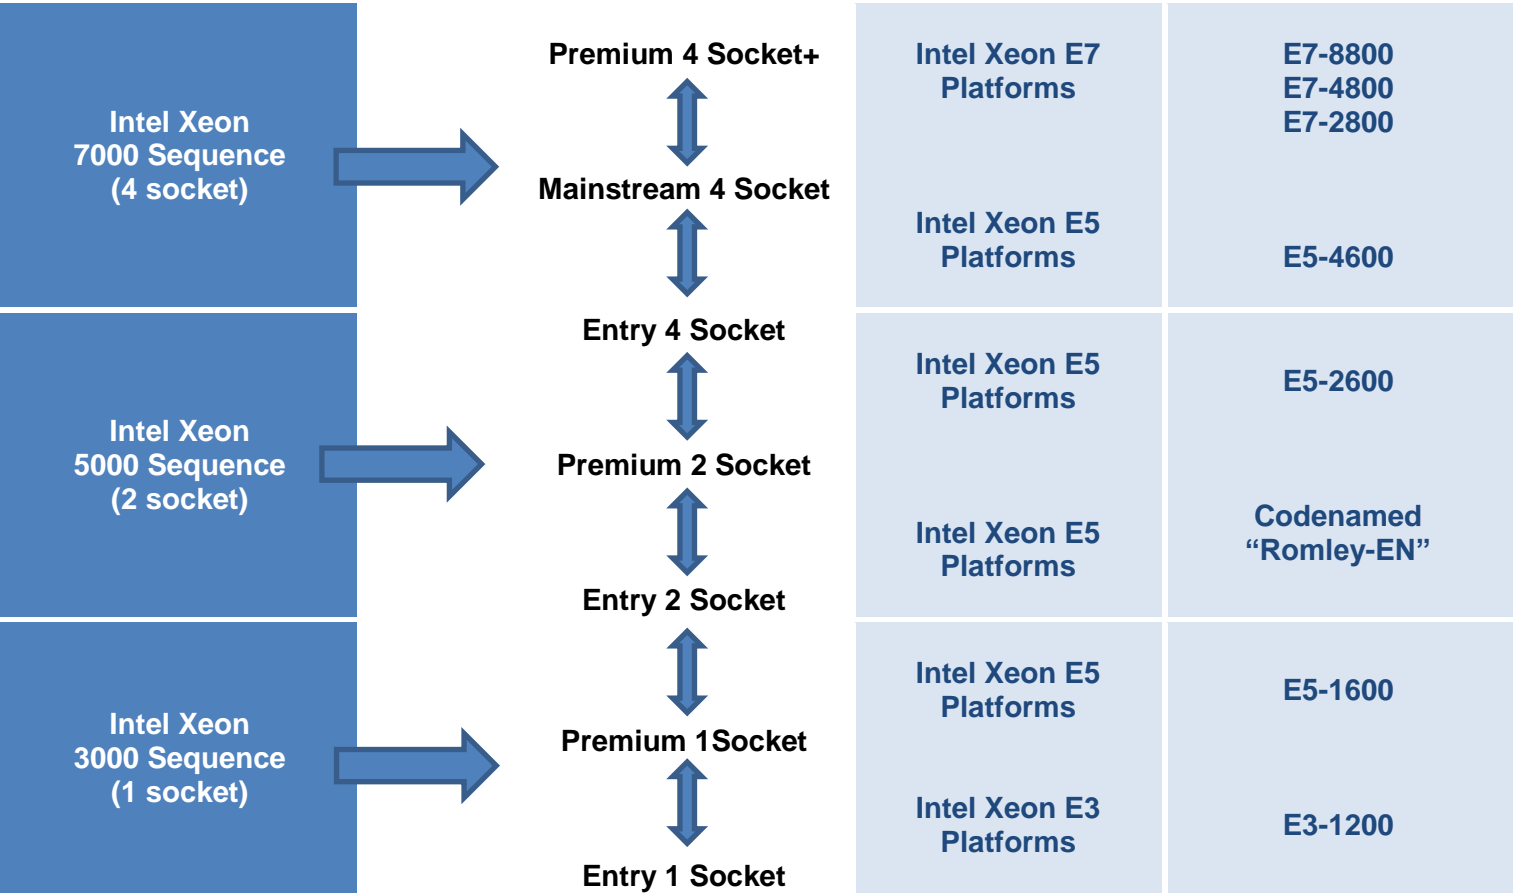 Intel Xeon
7000 Sequence
(4 socket)
Premium 4 Socket+
Mainstream 4 Socket
Intel Xeon E7
Platforms
E7-8800
E7-4800
E7-2800
Intel Xeon E5
Platforms
E5-4600
Entry 4 Socket
Intel Xeon
5000 Sequence
(2 socket)
Premium 2 Socket
Intel Xeon E5
Platforms
E5-2600
Intel Xeon E5
Platforms
Codenamed
“Romley-EN”
Entry 2 Socket
Intel Xeon
3000 Sequence
(1 socket)
Premium 1Socket
Intel Xeon E5
Platforms
E5-1600
Intel Xeon E3
Platforms
E3-1200
Entry 1 Socket